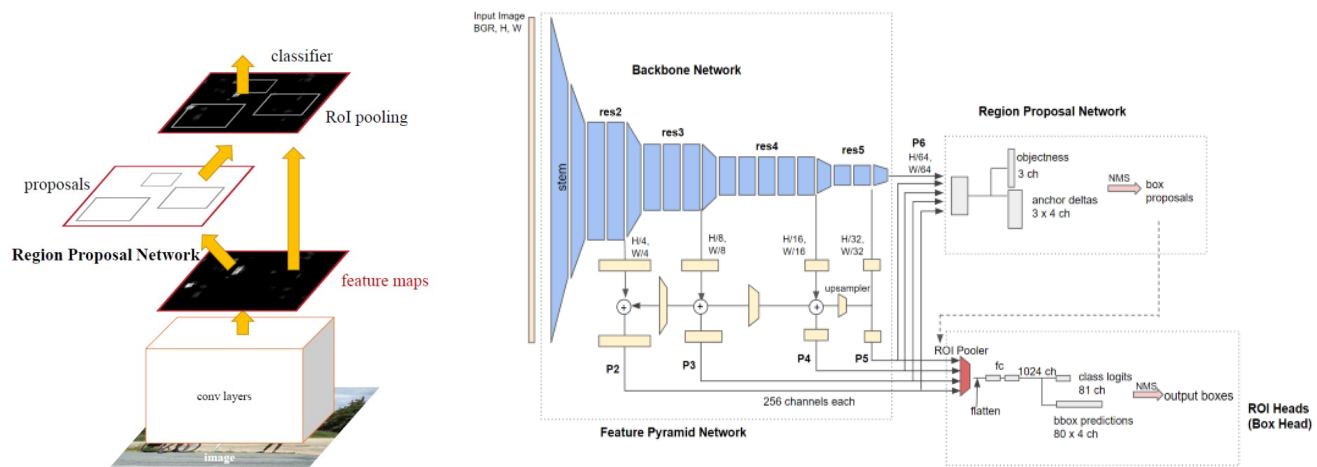 classifier
RoI pooling
proposals
Region Proposal Network
feature maps
conv layers
image
Input Image
BGR, H, W
Backbone Network
stem
res2
res3
res4
res5
P6
H/64,
W/64
H/4,
W/4
H/8,
W/8
H/16,
W/16
H/32,
W/32
upsampler
P2
P3
P4
P5
256 channels each
Feature Pyramid Network
Region Proposal Network
objectness
3 ch
anchor deltas
3 x 4 ch
NMS
box
proposals
ROI Pooler
flatten
fc
1024 ch
class logits
81 ch
bbox predictions
80 x 4 ch
NMS
output boxes
ROI Heads
(Box Head)